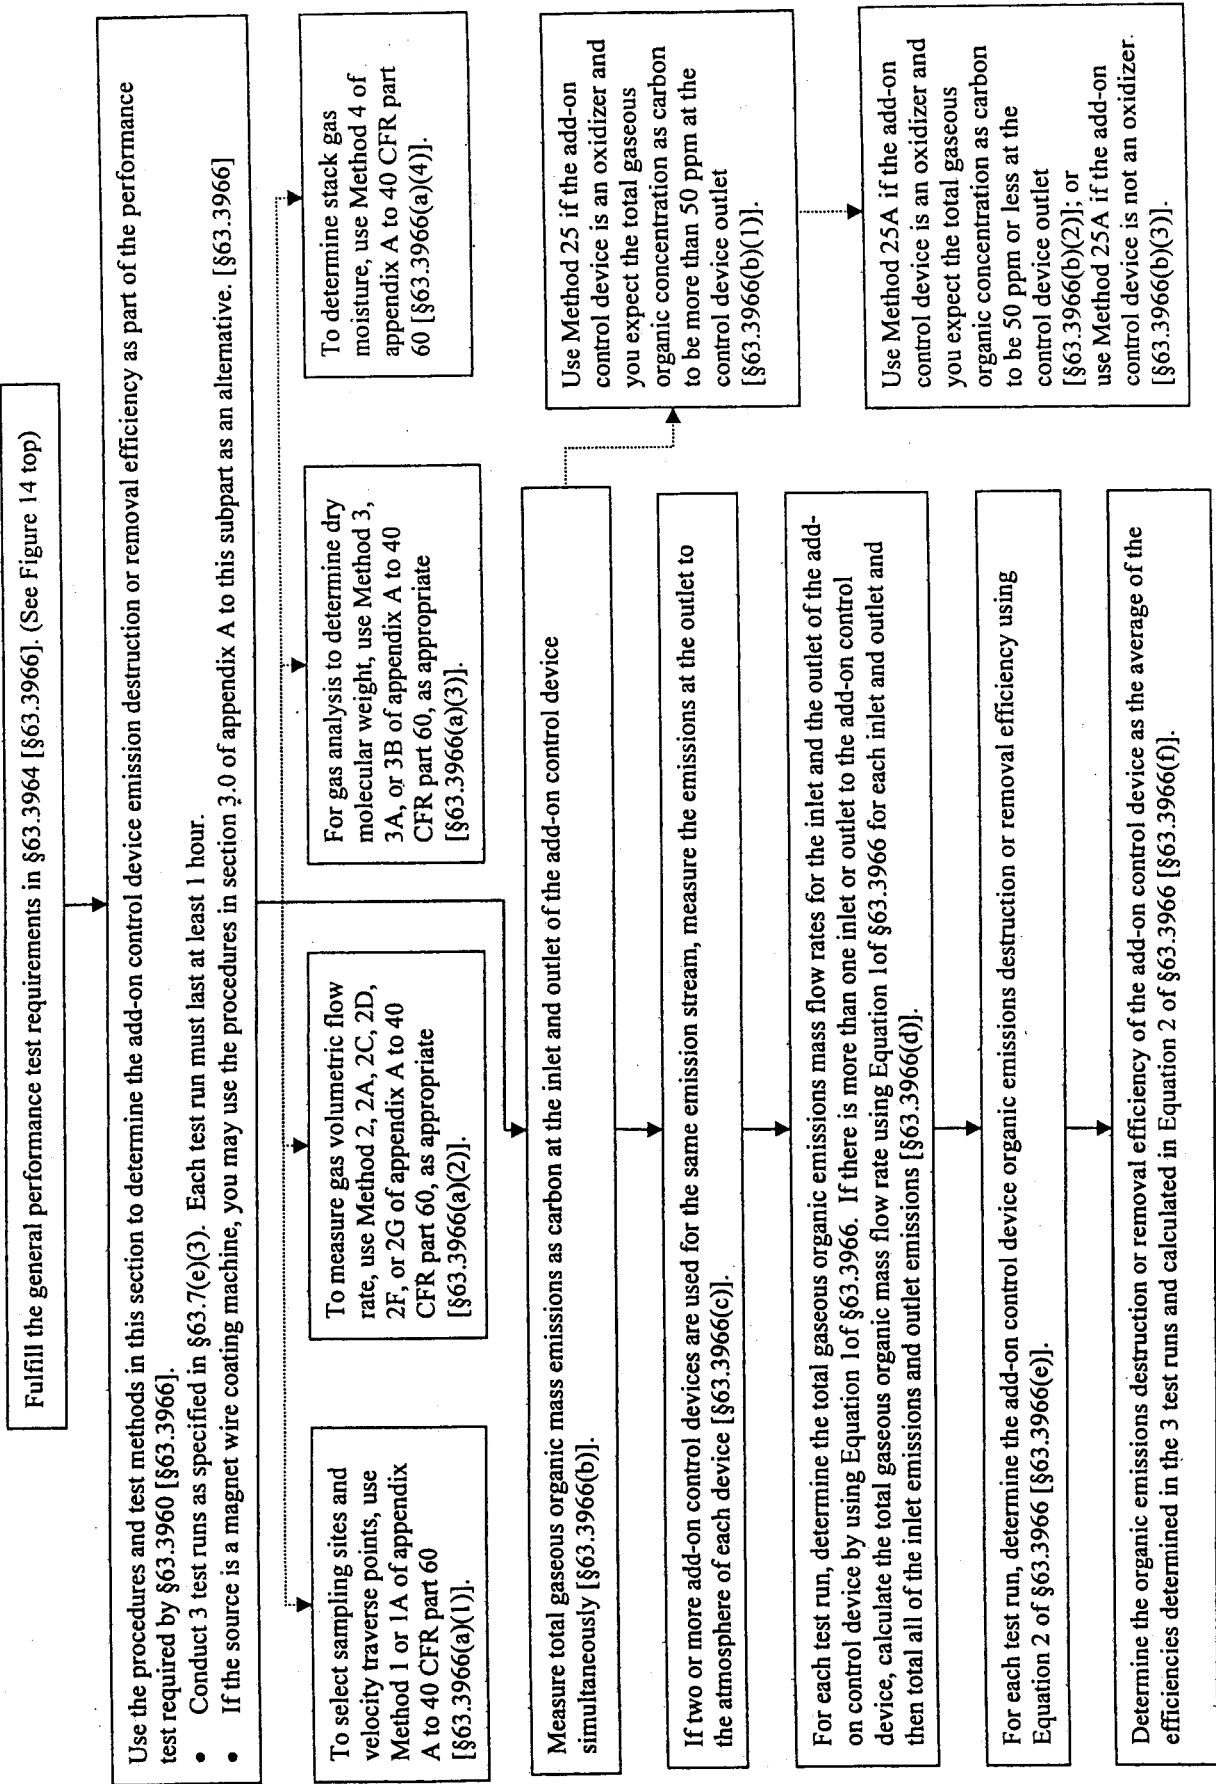 Fulfill the general performance test requirements in §63.3964 [§63.3966]. (See Figure 14 top)
Use the procedures and test methods in this section to determine the add-on control device emission destruction or removal efficiency as part of the performance
test required by §63.3960 [§63.3966].
• Conduct 3 test runs as specified in §63.7(e)(3). Each test run must last at least 1 hour.
• If the source is a magnet wire coating machine, you may use the procedures in section 3.0 of appendix A to this subpart as an alternative. [§63.3966]
To select sampling sites and
velocity traverse points, use
Method 1 or 1A of appendix
A to 40 CFR part 60
[§63.3966(a)(1)].
To measure gas volumetric flow
rate, use Method 2, 2A, 2C, 2D,
2F, or 2G of appendix A to 40
CFR part 60, as appropriate
[§63.3966(a)(2)].
For gas analysis to determine dry
molecular weight, use Method 3,
3A, or 3B of appendix A to 40
CFR part 60, as appropriate
[§63.3966(a)(3)].
To determine stack gas
moisture, use Method 4 of
appendix A to 40 CFR part
60 [§63.3966(a)(4)].
Measure total gaseous organic mass emissions as carbon at the inlet and outlet of the add-on control device
simultaneously [§63.3966(b)].
Use Method 25 if the add-on
control device is an oxidizer and
you expect the total gaseous
organic concentration as carbon
to be more than 50 ppm at the
control device outlet
[§63.3966(b)(1)].
If two or more add-on control devices are used for the same emission stream, measure the emissions at the outlet to
the atmosphere of each device [§63.3966(c)].
For each test run, determine the total gaseous organic emissions mass flow rates for the inlet and the outlet of the add-
on control device by using Equation 1of §63.3966. If there is more than one inlet or outlet to the add-on control
device, calculate the total gaseous organic mass flow rate using Equation 1of §63.3966 for each inlet and outlet and
then total all of the inlet emissions and outlet emissions [§63.3966(d)].
Use Method 25A if the add-on
control device is an oxidizer and
you expect the total gaseous
organic concentration as carbon
to be 50 ppm or less at the
control device outlet
[§63.3966(b)(2)]; or
use Method 25A if the add-on
control device is not an oxidizer.
[§63.3966(b)(3)].
For each test run, determine the add-on control device organic emissions destruction or removal efficiency using
Equation 2 of §63.3966 [§63.3966(e)].
Determine the organic emissions destruction or removal efficiency of the add-on control device as the average of the
efficiencies determined in the 3 test runs and calculated in Equation 2 of §63.3966 [§63.3966(f)].